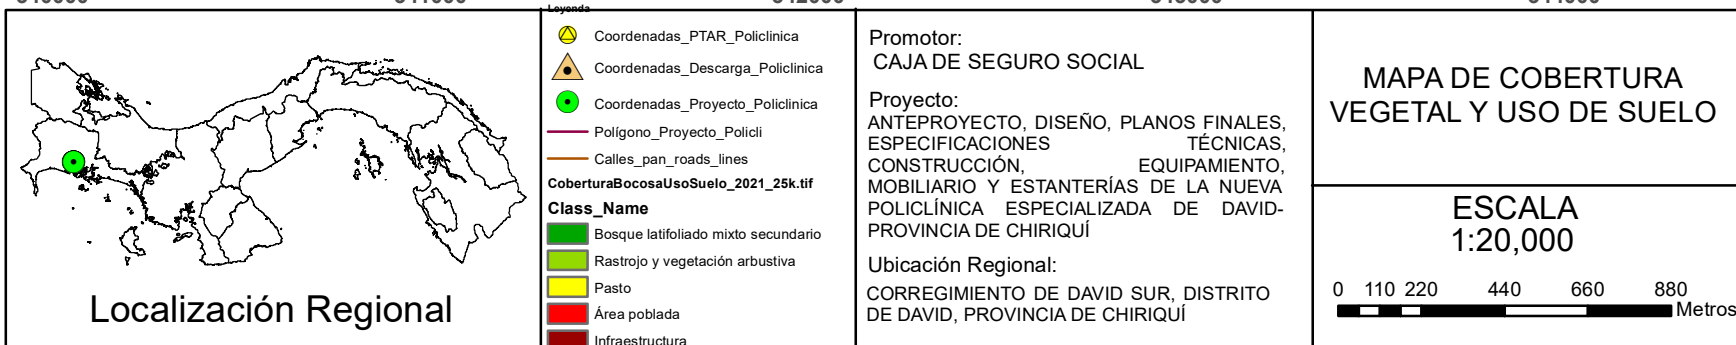 Leyenda
Localización Regional
Coordenadas_PTAR_Policlinica
Coordenadas_Descarga_Policlinica
Coordenadas_Proyecto_Policlinica
Polígono_Proyecto_Policli
Calles_pan_roads_lines
CoberturaBocosaUsoSuelo_2021_25k.tif
Class_Name
Bosque latifoliado mixto secundario
Rastrojo y vegetación arbustiva
Pasto
Área poblada
Infraestructura
Promotor:
CAJA DE SEGURO SOCIAL
Proyecto:
ANTEPROYECTO, DISEÑO, PLANOS FINALES,
ESPECIFICACIONES TÉCNICAS,
CONSTRUCCIÓN, EQUIPAMIENTO,
MOBILIARIO Y ESTANTERÍAS DE LA NUEVA
POLICLÍNICA ESPECIALIZADA DE DAVID-
PROVINCIA DE CHIRIQUÍ
Ubicación Regional:
CORREGIMIENTO DE DAVID SUR, DISTRITO
DE DAVID, PROVINCIA DE CHIRIQUÍ
MAPA DE COBERTURA
VEGETAL Y USO DE SUELO
ESCALA
1:20,000
0 110 220 440 660 880
Metros